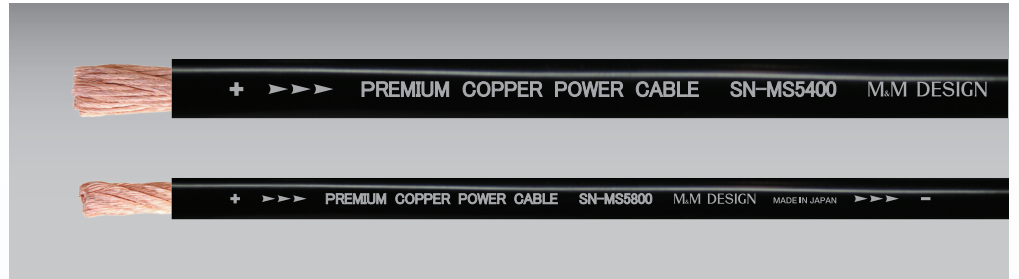 + ➤➤➤ PREMIUM COPPER POWER CABLE SN-MS5400 M&M DESIGN
+ ➤➤➤ PREMIUM COPPER POWER CABLE SN-MS5800 M&M DESIGN MADE IN JAPAN ➤➤➤ -